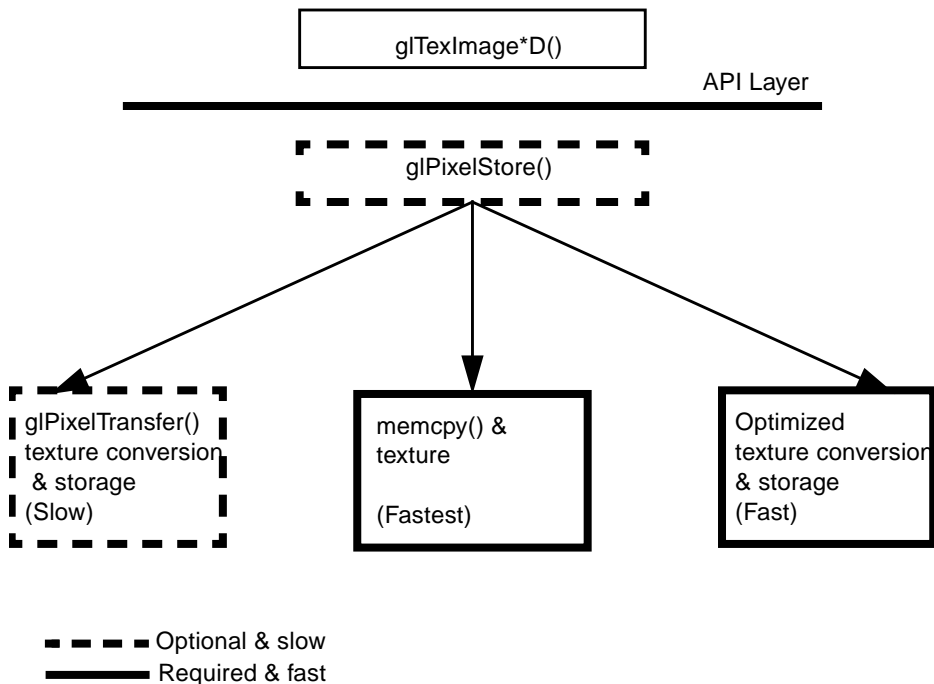 glTexImage*D()
API Layer
glPixelStore()
glPixelTransfer()
texture conversion
& storage
(Slow)
memcpy() &
texture
(Fastest)
Optimized
texture conversion
& storage
(Fast)
Optional & slow
Required & fast